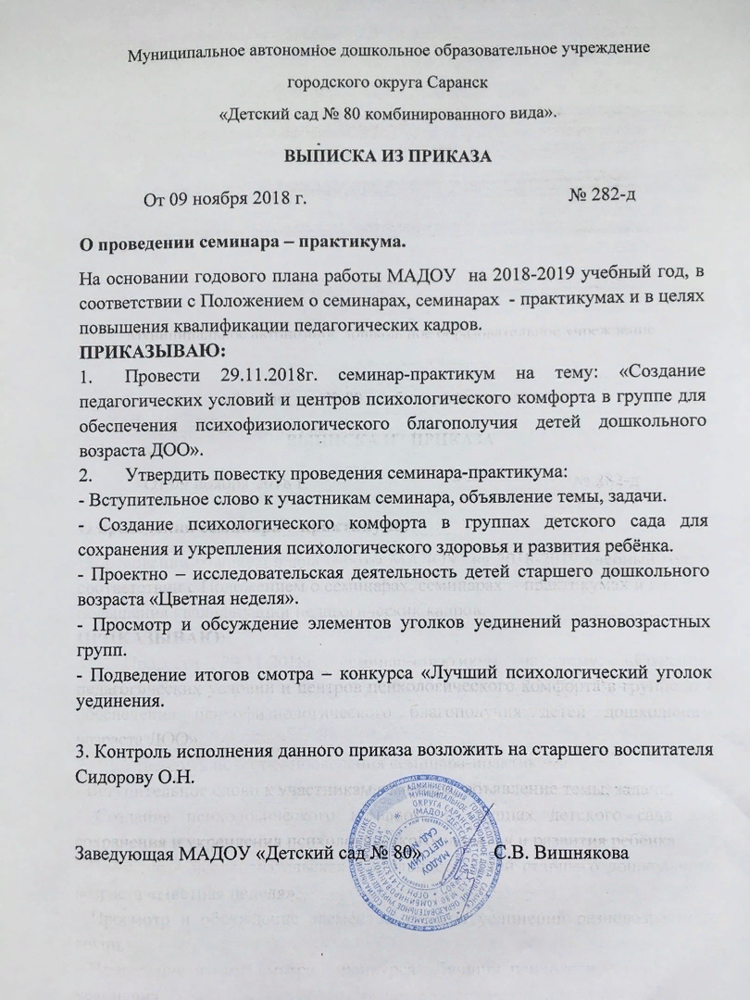 Муниципальное автономное дошкольное образовательное учреждение
городского округа Саранск
«Детский сад № 80 комбинированного вида».
ВЫПИСКА ИЗ ПРИКАЗА
От 09 ноября 2018 г. № 282-д
О проведении семинара – практикума.
На основании годового плана работы МАДОУ на 2018-2019 учебный год, в
соответствии с Положением о семинарах, семинарах - практикумах и в целях
повышения квалификации педагогических кадров.
ПРИКАЗЫВАЮ:
1. Провести 29.11.2018г. семинар-практикум на тему: «Создание
педагогических условий и центров психологического комфорта в группе для
обеспечения психофизиологического благополучия детей дошкольного
возраста ДОО».
2. Утвердить повестку проведения семинара-практикума:
- Вступительное слово к участникам семинара, объявление темы, задачи.
- Создание психологического комфорта в группах детского сада для
сохранения и укрепления психологического здоровья и развития ребёнка.
- Проектно – исследовательская деятельность детей старшего дошкольного
возраста «Цветная неделя».
- Просмотр и обсуждение элементов уголков уединений разновозрастных
групп.
- Подведение итогов смотра – конкурса «Лучший психологический уголок
уединения.
3. Контроль исполнения данного приказа возложить на старшего воспитателя
Сидорову О.Н.
Заведующая МАДОУ «Детский сад № 80» С.В. Вишнякова
МАДОУ
ДЕТСКИЙ